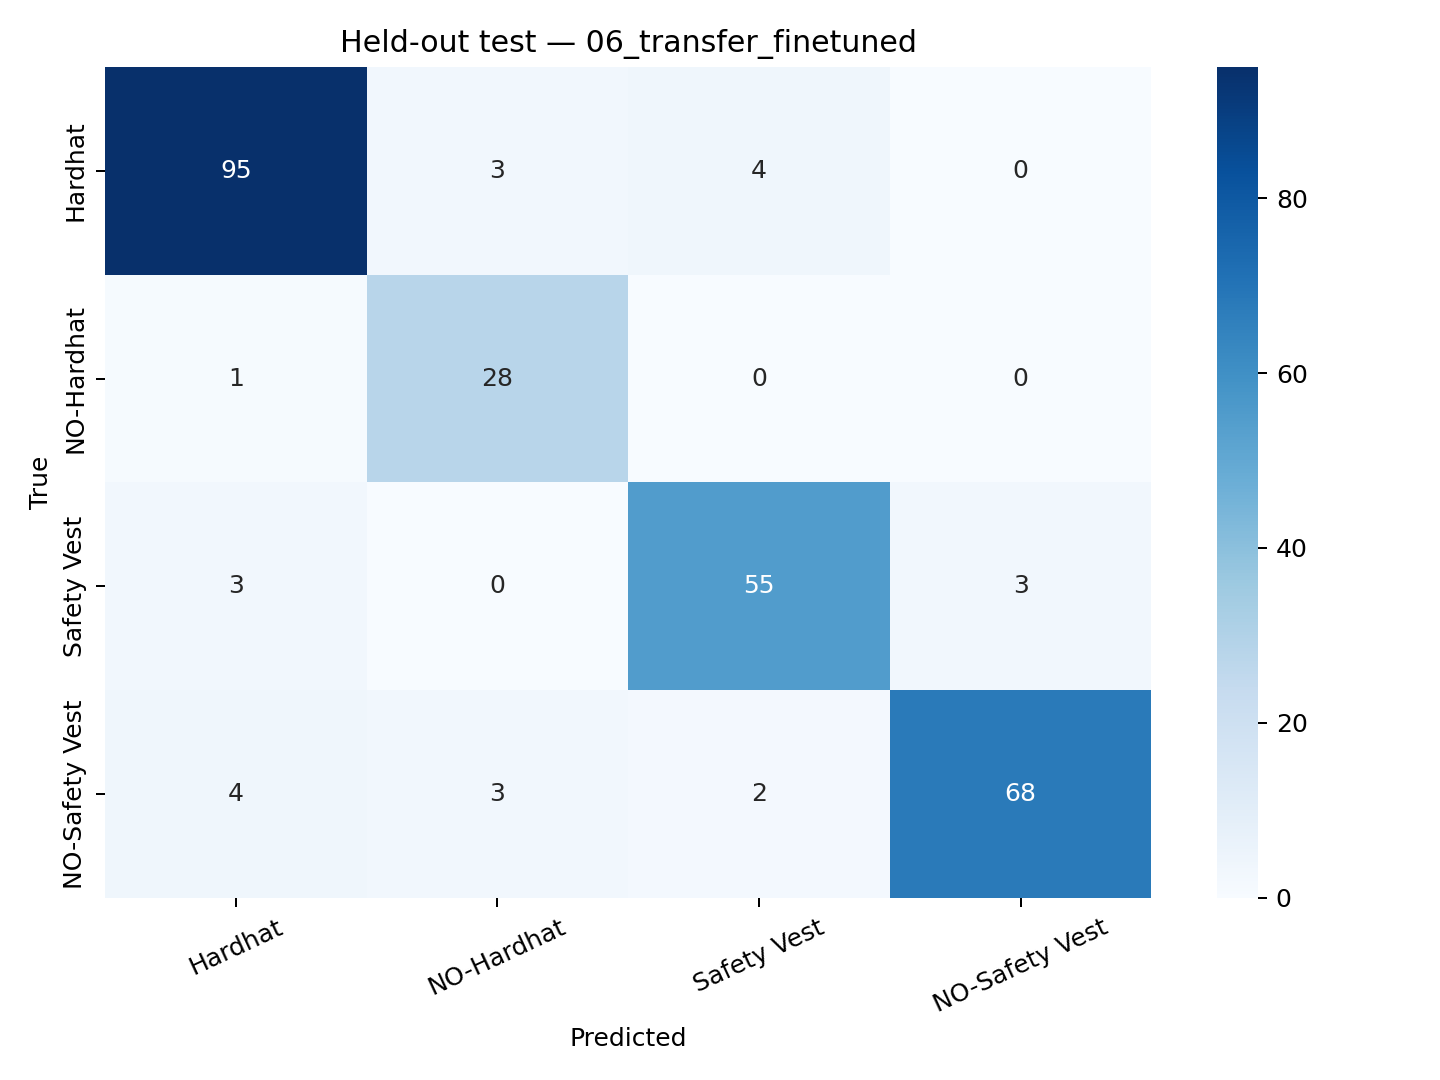 Held-out test — 06_transfer_finetuned
Hardhat
95 3 4 0
NO-Hardhat
1 28 0 0
Safety Vest
3 0 55 3
NO-Safety Vest
4 3 2 68
True
Hardhat NO-Hardhat Safety Vest NO-Safety Vest
Predicted
80
60
40
20
0